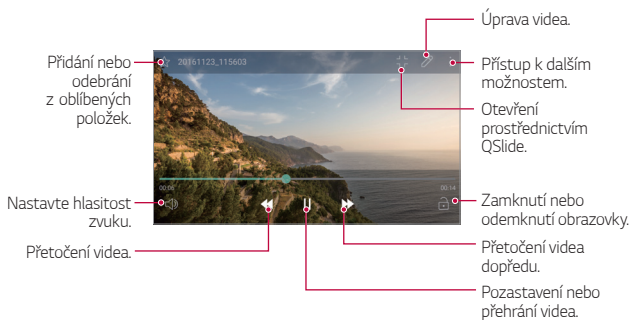 Úprava videa.
Přidání nebo
odebrání
z oblíbených
položek.
20161123_115603
Přístup k dalším
možnostem.
Otevření
prostřednictvím
QSlide.
00:06
00:14
Nastavte hlasitost
zvuku.
Zamknutí nebo
odemknutí obrazovky.
Přetočení videa.
Přetočení videa
dopředu.
Pozastavení nebo
přehrání videa.